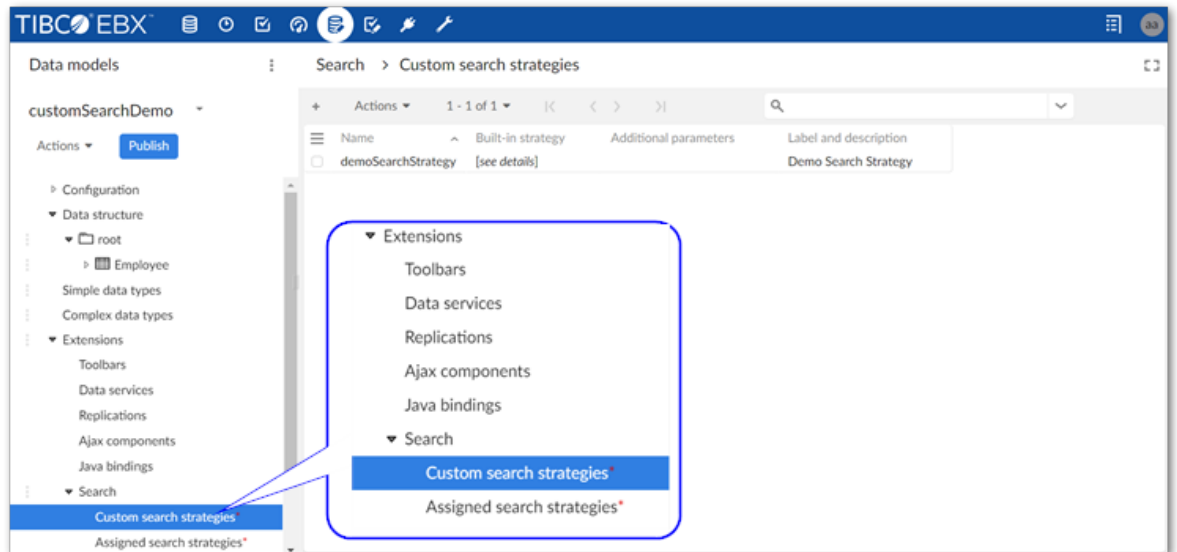 TIBCO EBX™
aa
Data models
Search > Custom search strategies
customSearchDemo
+ Actions 1 - 1 of 1
Actions Publish
Name Built-in strategy Additional parameters Label and description
demoSearchStrategy [see details] Demo Search Strategy
Configuration
Data structure
root
Employee
Simple data types
Complex data types
Extensions
Toolbars
Data services
Replications
Ajax components
Java bindings
Search
Custom search strategies*
Assigned search strategies*
Extensions
Toolbars
Data services
Replications
Ajax components
Java bindings
Search
Custom search strategies*
Assigned search strategies*